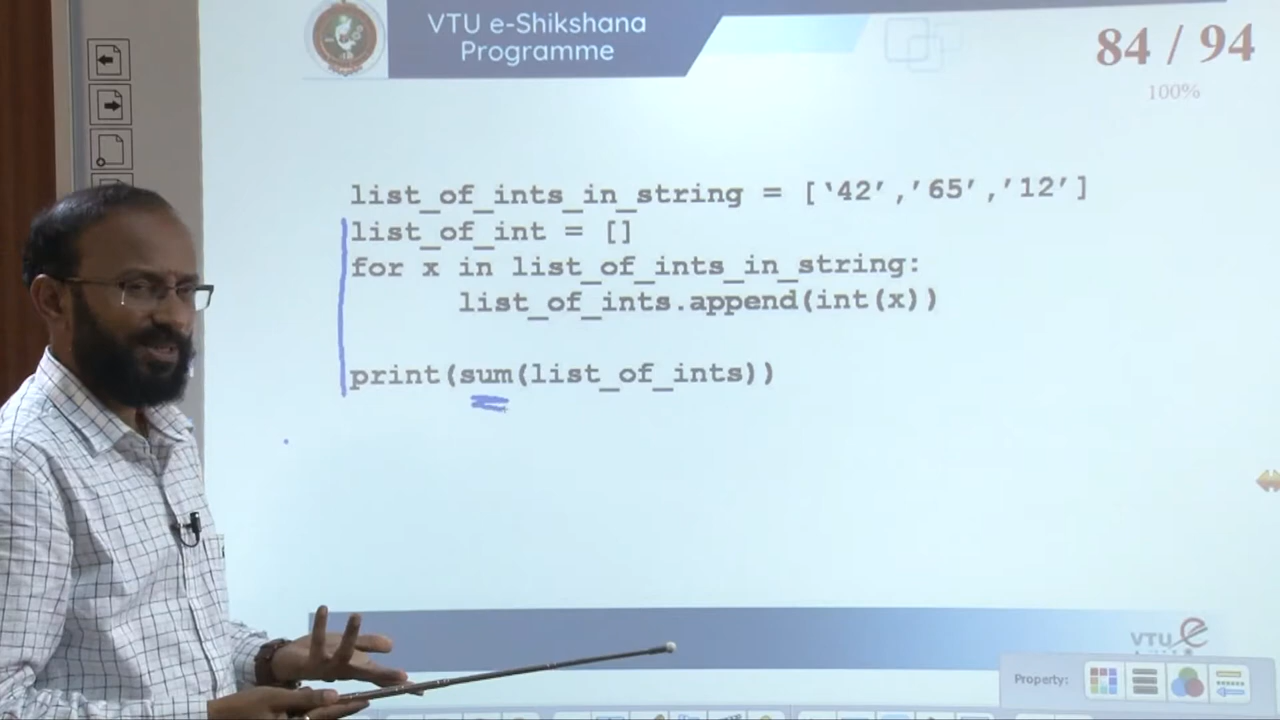 VTU e-Shikshana
Programme
84 / 94
100%
list_of_ints_in_string = [‘42’,’65’,’12’]
list_of_int = []
for x in list_of_ints_in_string:
list_of_ints.append(int(x))
print(sum(list_of_ints))
VTU e
Property: